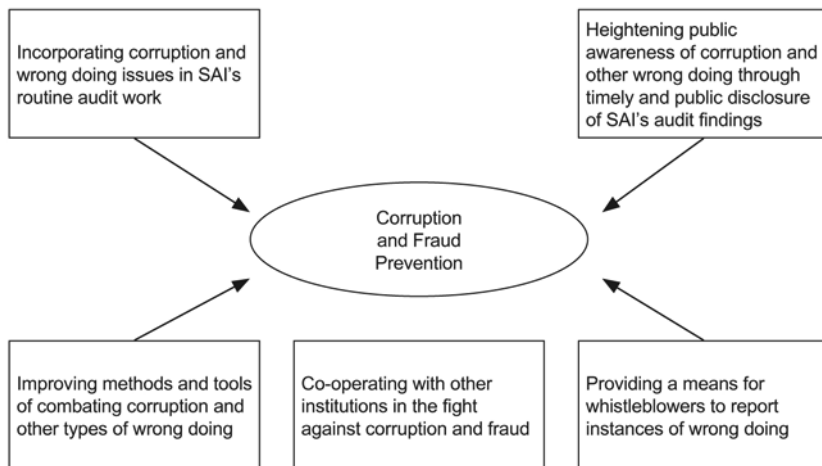 Incorporating corruption and
wrong doing issues in SAI's
routine audit work
Heightening public
awareness of corruption and
other wrong doing through
timely and public disclosure
of SAI's audit findings
Corruption
and Fraud
Prevention
Improving methods and tools
of combating corruption and
other types of wrong doing
Co-operating with other
institutions in the fight
against corruption and fraud
Providing a means for
whistleblowers to report
instances of wrong doing